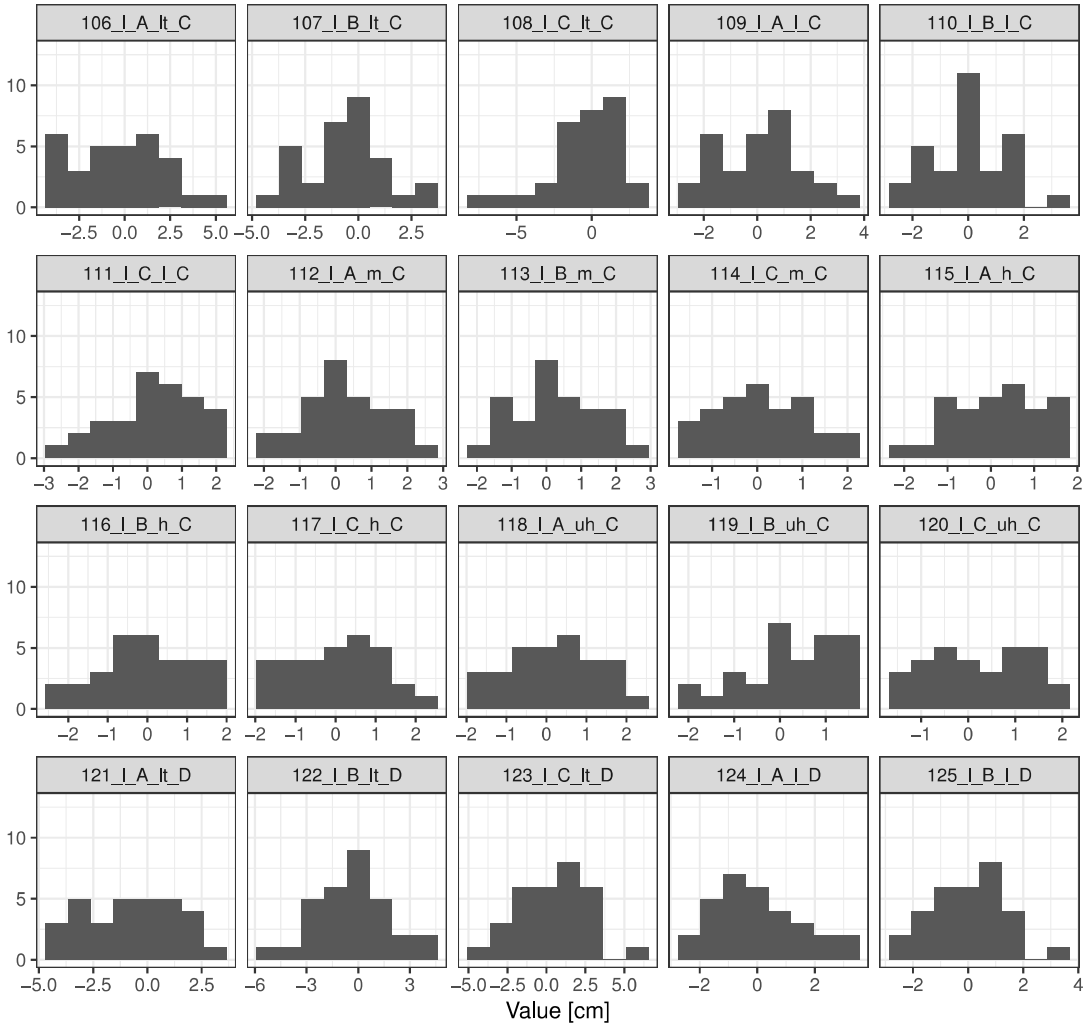 106_I_A_lt_C 107_I_B_lt_C 108_I_C_lt_C 109_I_A_l_C 110_I_B_l_C
10
5
0
−2.5 0.0 2.5 5.0 −5.0 −2.5 0.0 2.5 −5 0 −2 0 2 4 −2 0 2
111_I_C_l_C 112_I_A_m_C 113_I_B_m_C 114_I_C_m_C 115_I_A_h_C
10
5
0
−3 −2 −1 0 1 2 −2 −1 0 1 2 3 −2 −1 0 1 2 3 −1 0 1 2 −2 −1 0 1 2
116_I_B_h_C 117_I_C_h_C 118_I_A_uh_C 119_I_B_uh_C 120_I_C_uh_C
10
5
0
−2 −1 0 1 2 −2 −1 0 1 2 −2 −1 0 1 2 −2 −1 0 1 −1 0 1 2
121_I_A_lt_D 122_I_B_lt_D 123_I_C_lt_D 124_I_A_l_D 125_I_B_l_D
10
5
0
−5.0 −2.5 0.0 2.5 −6 −3 0 3 −5.0 −2.5 0.0 2.5 5.0 −2 0 2 −2 0 2 4
Value [cm]